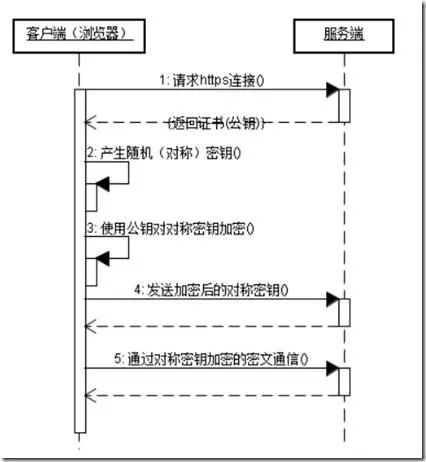 客户端（浏览器）
服务端
1: 请求https连接()
(返回证书(公钥))
2: 产生随机（对称）密钥()
3: 使用公钥对对称密钥加密()
4: 发送加密后的对称密钥()
5: 通过对称密钥加密的密文通信()